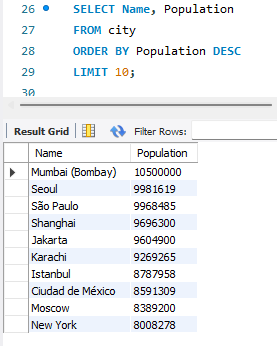 26 SELECT Name, Population
27 FROM city
28 ORDER BY Population DESC
29 LIMIT 10;
30
Result Grid Filter Rows:
Name Population
Mumbai (Bombay) 10500000
Seoul 9981619
São Paulo 9968485
Shanghai 9696300
Jakarta 9604900
Karachi 9269265
Istanbul 8787958
Ciudad de México 8591309
Moscow 8389200
New York 8008278